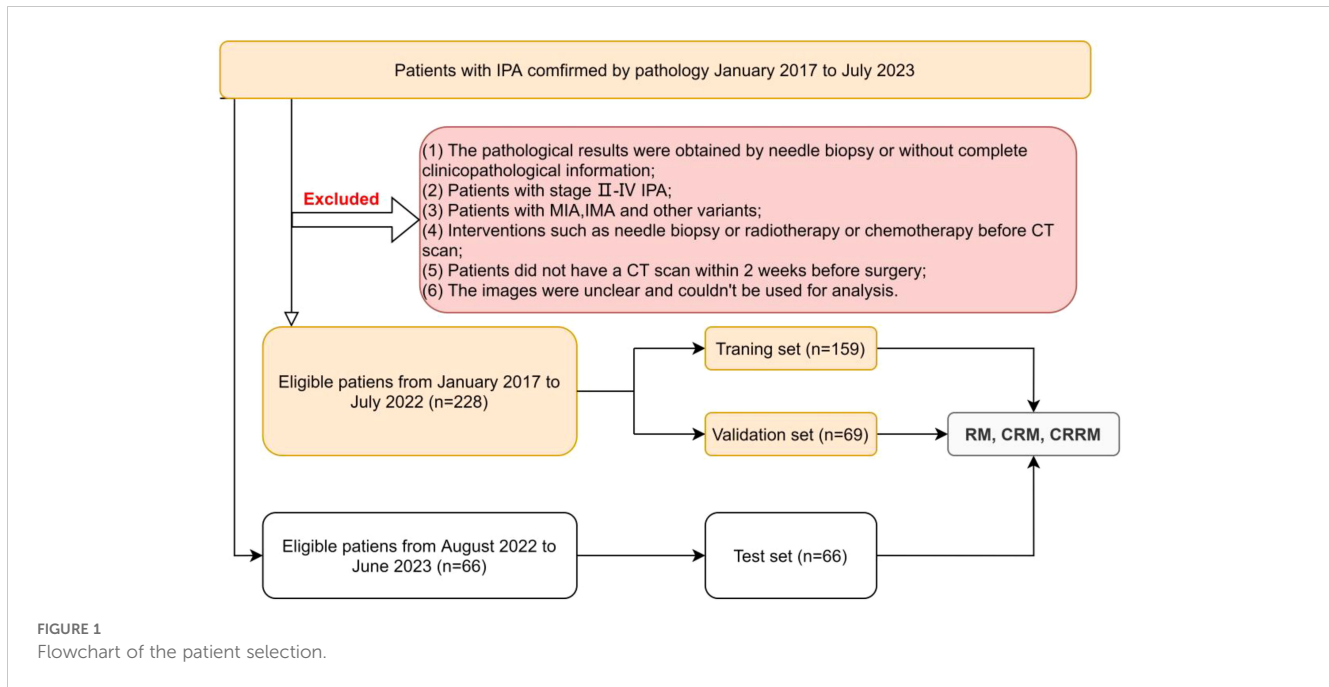 Patients with IPA comfirmed by pathology January 2017 to July 2023
Excluded
(1) The pathological results were obtained by needle biopsy or without complete
clinicopathological information;
(2) Patients with stage Ⅱ-Ⅳ IPA;
(3) Patients with MIA,IMA and other variants;
(4) Interventions such as needle biopsy or radiotherapy or chemotherapy before CT
scan;
(5) Patients did not have a CT scan within 2 weeks before surgery;
(6) The images were unclear and couldn't be used for analysis.
Eligible patiens from January 2017 to
July 2022 (n=228)
Traning set (n=159)
Validation set (n=69)
RM, CRM, CRRM
Eligible patiens from August 2022 to
June 2023 (n=66)
Test set (n=66)
FIGURE 1
Flowchart of the patient selection.